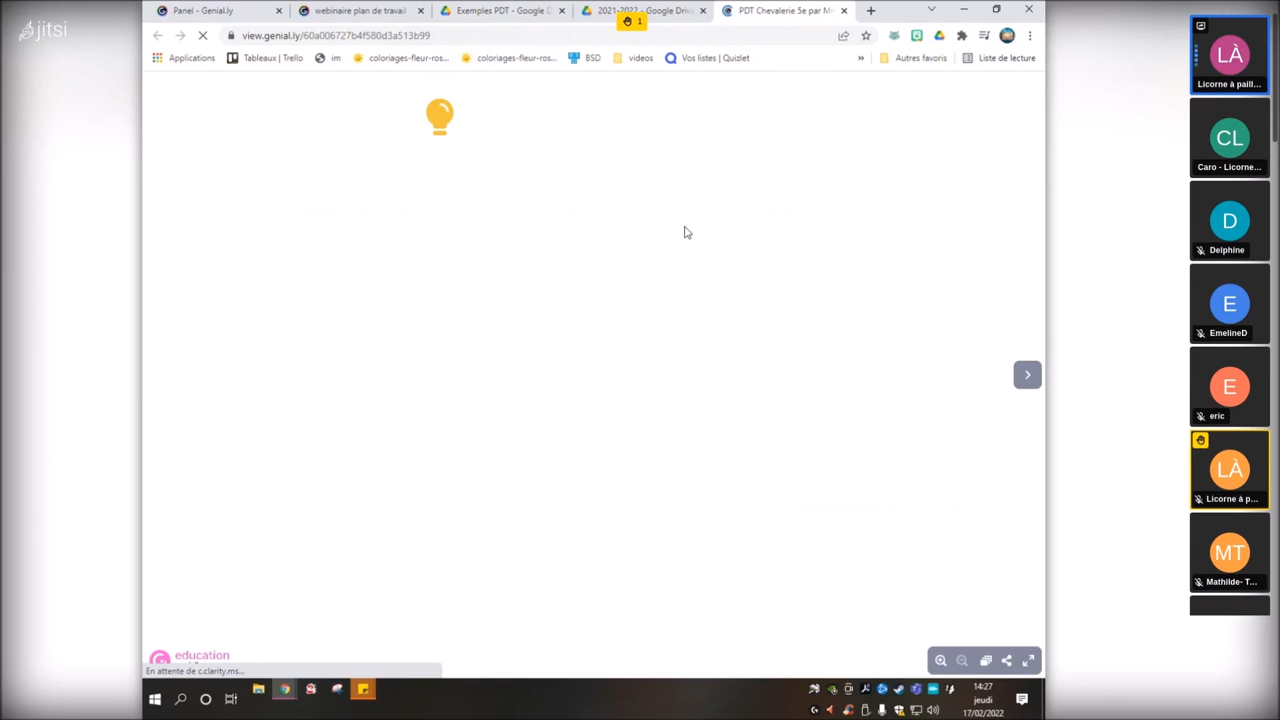 jitsi
Panel - Genial.ly
webinaire plan de travail
Exemples PDT - Google D
2021-2022 - Google Drive
PDT Chevalerie 5e par M
1
view.genial.ly/60a006727b4f580d3a513b99
Applications
Tableaux | Trello
im
coloriages-fleur-ros...
coloriages-fleur-ros...
BSD
videos
Vos listes | Quizlet
»
Autres favoris
Liste de lecture
education
En attente de c.clarity.ms...
14:27
jeudi
17/02/2022
LÀ
Licorne à paill...
CL
Caro - Licorne...
D
Delphine
E
EmelineD
E
eric
LÀ
Licorne à p...
MT
Mathilde- T...